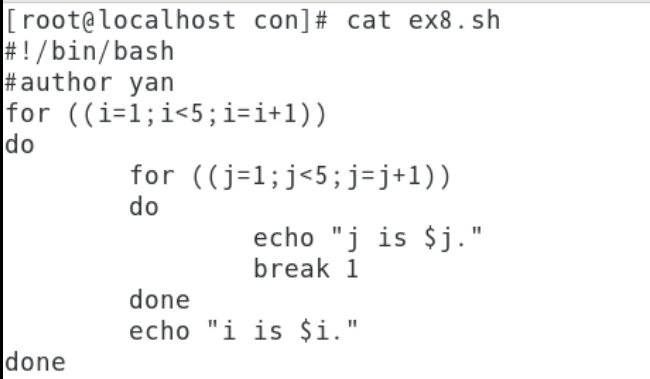 [root@localhost con]# cat ex8.sh
#!/bin/bash
#author yan
for ((i=1;i<5;i=i+1))
do
        for ((j=1;j<5;j=j+1))
        do
                echo "j is $j."
                break 1
        done
        echo "i is $i."
done